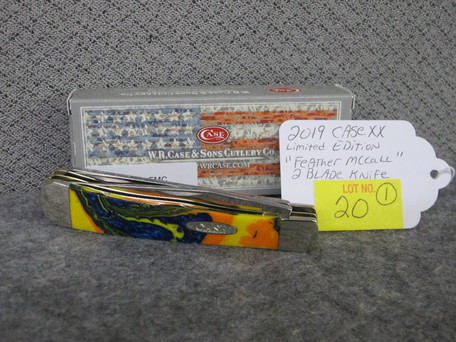 CASE
W.R. CASE & SONS CUTLERY CO.
WRCASE.COM
FMC
2019 CASE XX
Limited Edition
"Feather McCall"
2 Blade Knife
LOT NO.
20 1
CASE